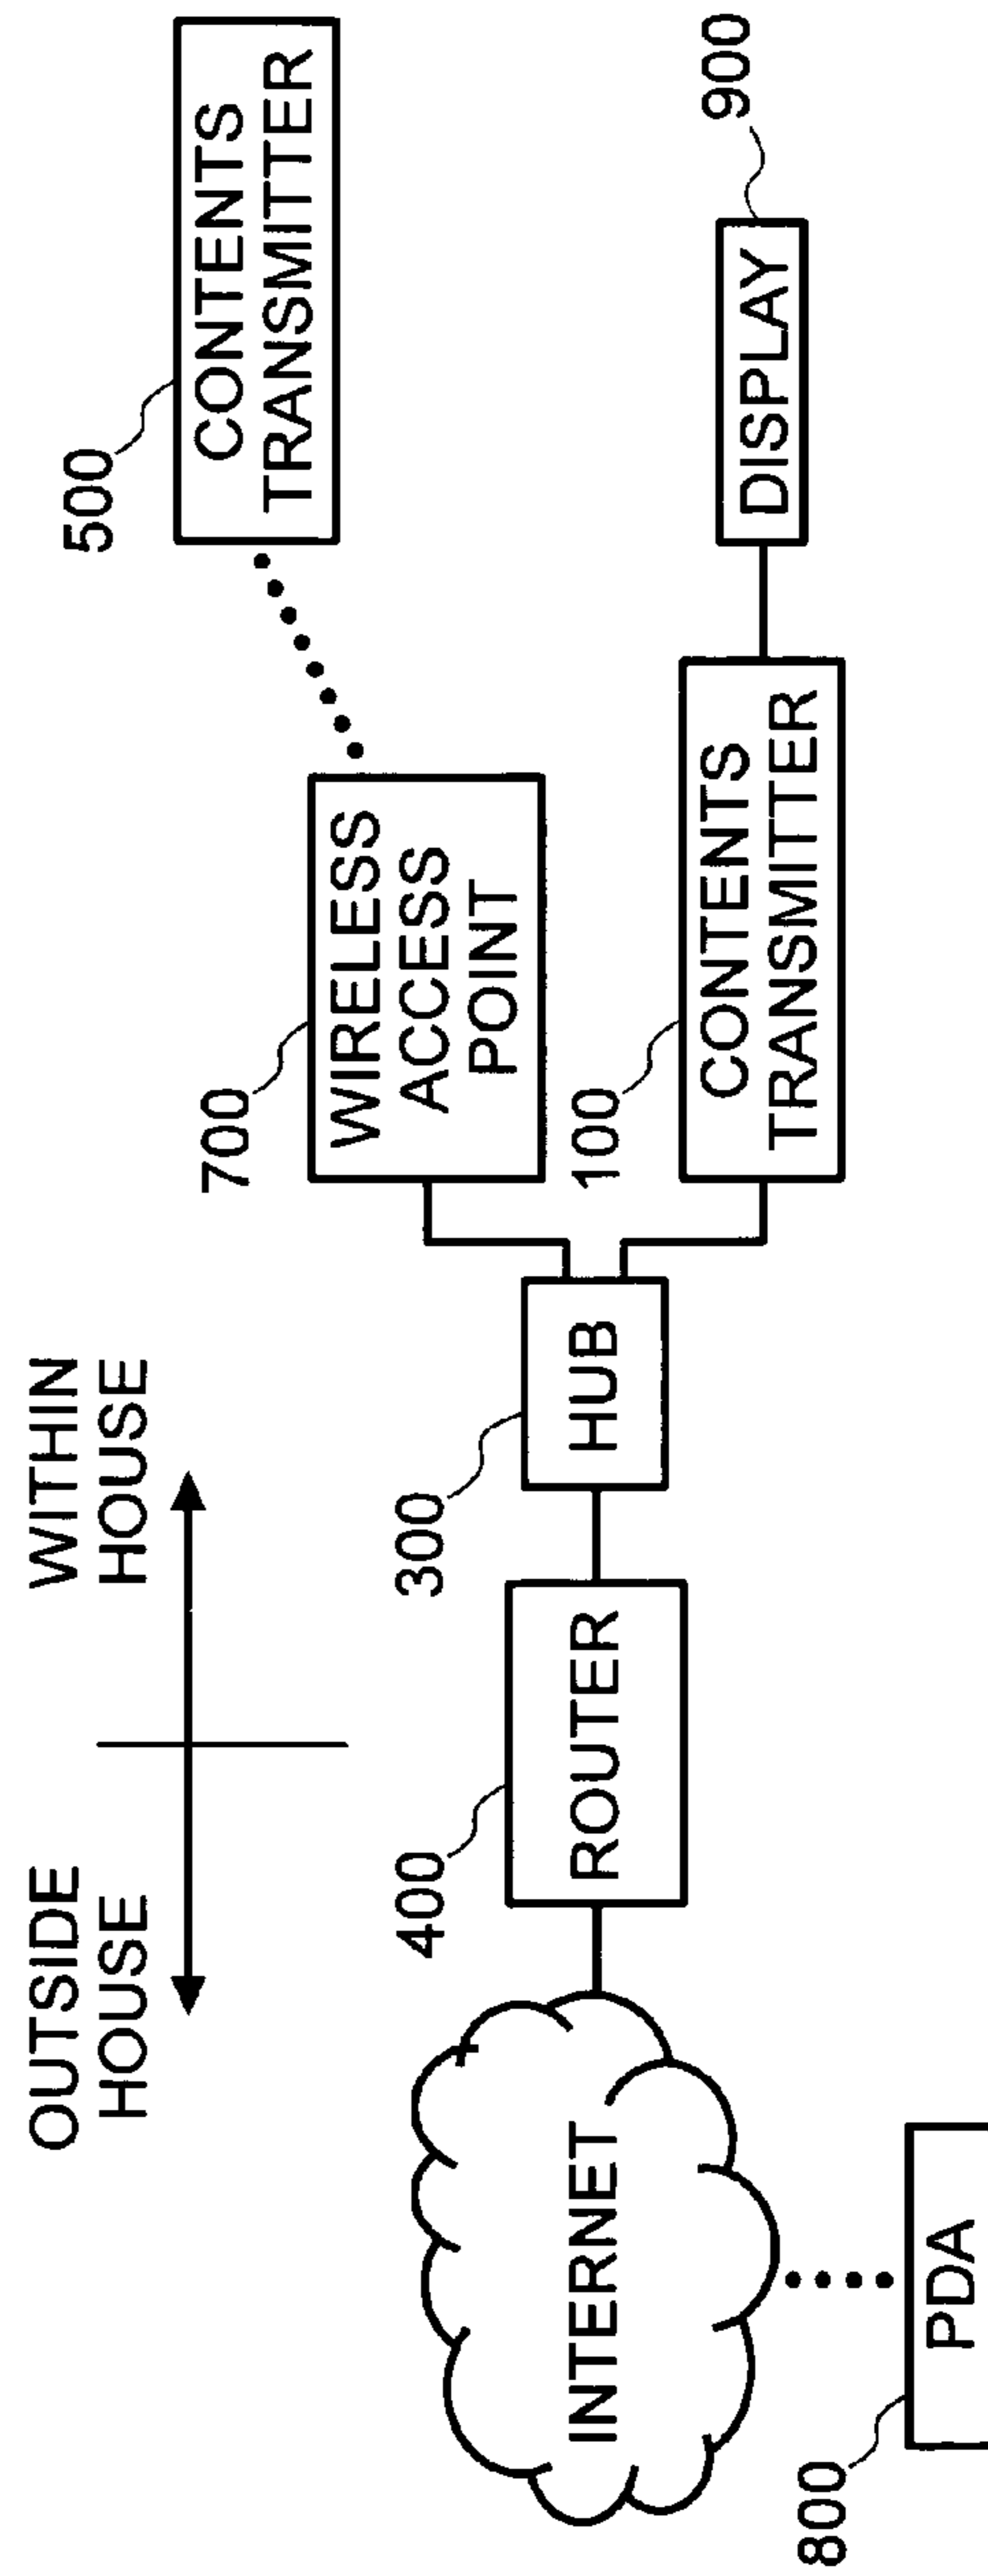 OUTSIDE
HOUSE
WITHIN
HOUSE
500
CONTENTS
TRANSMITTER
700
WIRELESS
ACCESS
POINT
400
ROUTER
300
HUB
100
CONTENTS
TRANSMITTER
900
DISPLAY
INTERNET
800
PDA